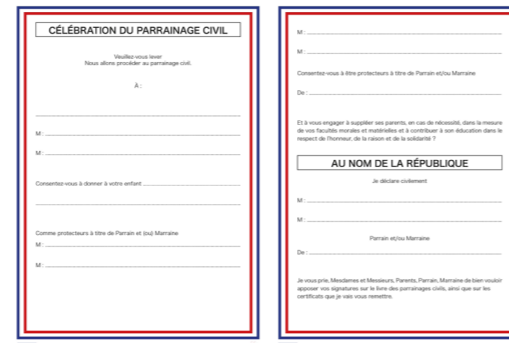 CÉLÉBRATION DU PARRAINAGE CIVIL
Veuillez-vous lever
Nous allons procéder au parrainage civil.
À :
M :
M :
Consentez-vous à donner à votre enfant
Comme protecteurs à titre de Parrain et (ou) Marraine
M :
M :
M :
M :
Consentez-vous à être protecteurs à titre de Parrain et/ou Marraine
De :
Et à vous engager à suppléer ses parents, en cas de nécessité, dans la mesure
de vos facultés morales et matérielles et à contribuer à son éducation dans le
respect de l'honneur, de la raison et de la solidarité ?
AU NOM DE LA RÉPUBLIQUE
Je déclare civilement
M :
M :
Parrain et/ou Marraine
De :
Je vous prie, Mesdames et Messieurs, Parents, Parrain, Marraine de bien vouloir
apposer vos signatures sur le livre des parrainages civils, ainsi que sur les
certificats que je vais vous remettre.